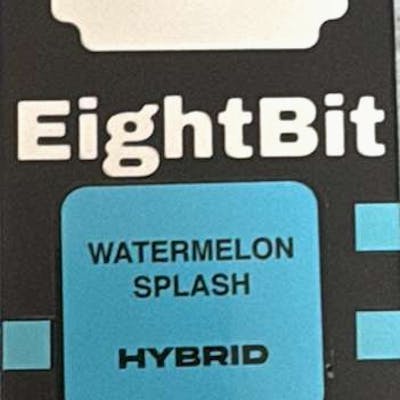 EightBit
WATERMELON
SPLASH
HYBRID